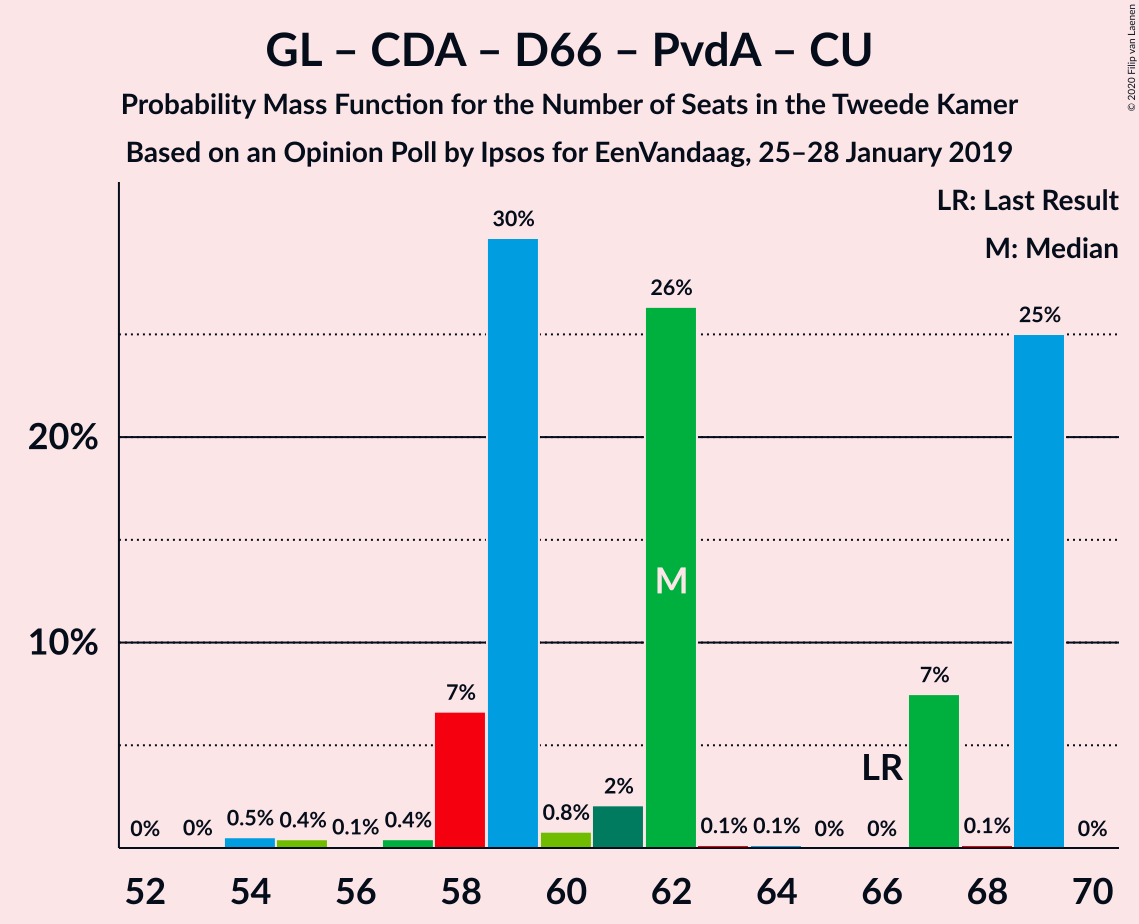 GL – CDA – D66 – PvdA – CU
Probability Mass Function for the Number of Seats in the Tweede Kamer
Based on an Opinion Poll by Ipsos for EenVandaag, 25–28 January 2019
© 2020 Filip van Laenen
LR: Last Result
M: Median
30%
26%
25%
20%
M
10%
7%
7%
LR
2%
0%
0%
0.5%
0.4%
0.1%
0.4%
0.8%
0.1%
0.1%
0%
0%
0.1%
0%
52 54 56 58 60 62 64 66 68 70